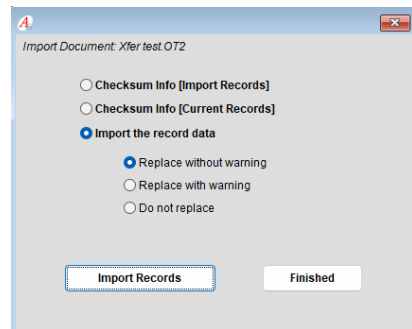 A
Import Document: Xfer test.OT2
Checksum Info [Import Records]
Checksum Info [Current Records]
Import the record data
Replace without warning
Replace with warning
Do not replace
Import Records Finished